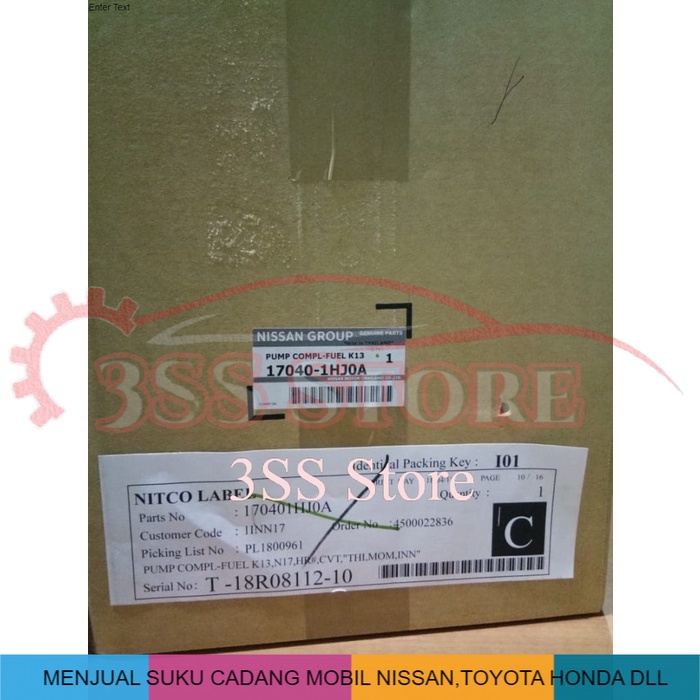 Enter Text
NISSAN GROUP GENUINE PARTS
PUMP COMPL-FUEL K13 1
17040-1HJ0A
3SS STORE
3SS Store
Identical Packing Key : I01
PAGE 10 / 16
NITCO LABEL Quantity : 1
Parts No : 170401HJ0A
Customer Code : 1INN17 Order No : 4500022836
Picking List No : PL1800961 C
PUMP COMPL-FUEL K13,N17,HR#,CVT,"THI,MOM,INN"
Serial No : T -18R08112-10
MENJUAL SUKU CADANG MOBIL NISSAN,TOYOTA HONDA DLL